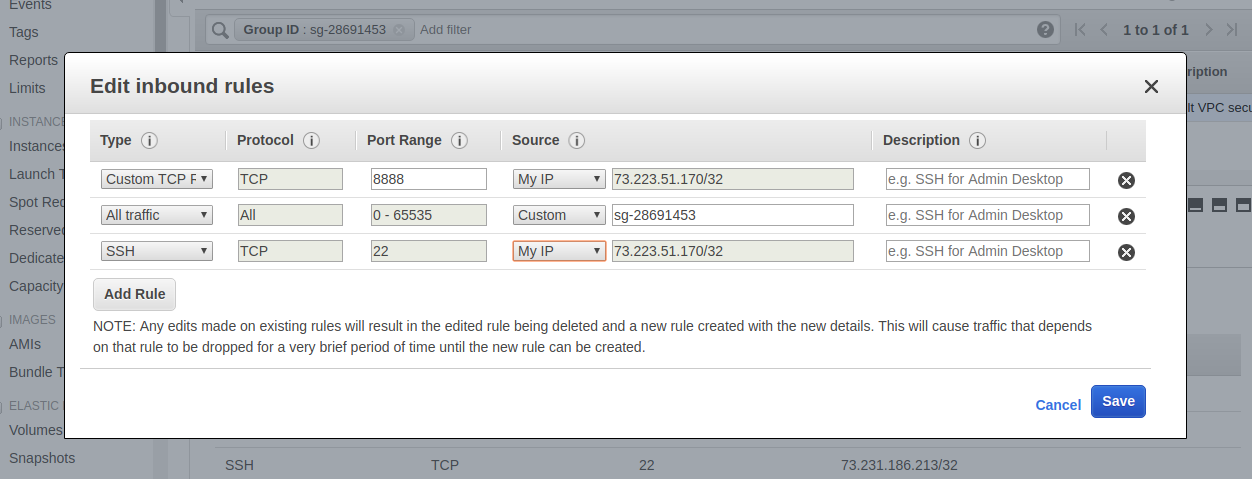 Events
Tags
Reports
Limits
INSTANCE
Instances
Launch T
Spot Req
Reserved
Dedicate
Capacity
IMAGES
AMIs
Bundle T
ELASTIC
Volumes
Snapshots
Group ID : sg-28691453 Add filter
1 to 1 of 1
ription
lt VPC secu
Edit inbound rules
Type Protocol Port Range Source Description
Custom TCP F TCP 8888 My IP 73.223.51.170/32 e.g. SSH for Admin Desktop
All traffic All 0 - 65535 Custom sg-28691453 e.g. SSH for Admin Desktop
SSH TCP 22 My IP 73.223.51.170/32 e.g. SSH for Admin Desktop
Add Rule
NOTE: Any edits made on existing rules will result in the edited rule being deleted and a new rule created with the new details. This will cause traffic that depends
on that rule to be dropped for a very brief period of time until the new rule can be created.
Cancel Save
SSH TCP 22 73.231.186.213/32